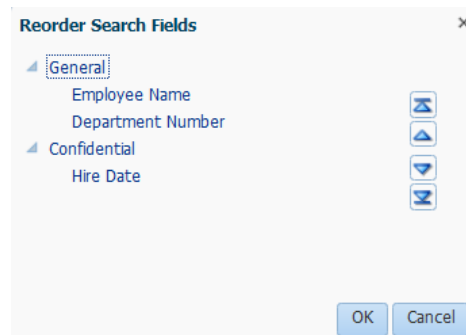 Reorder Search Fields
General
Employee Name
Department Number
Confidential
Hire Date
OK Cancel